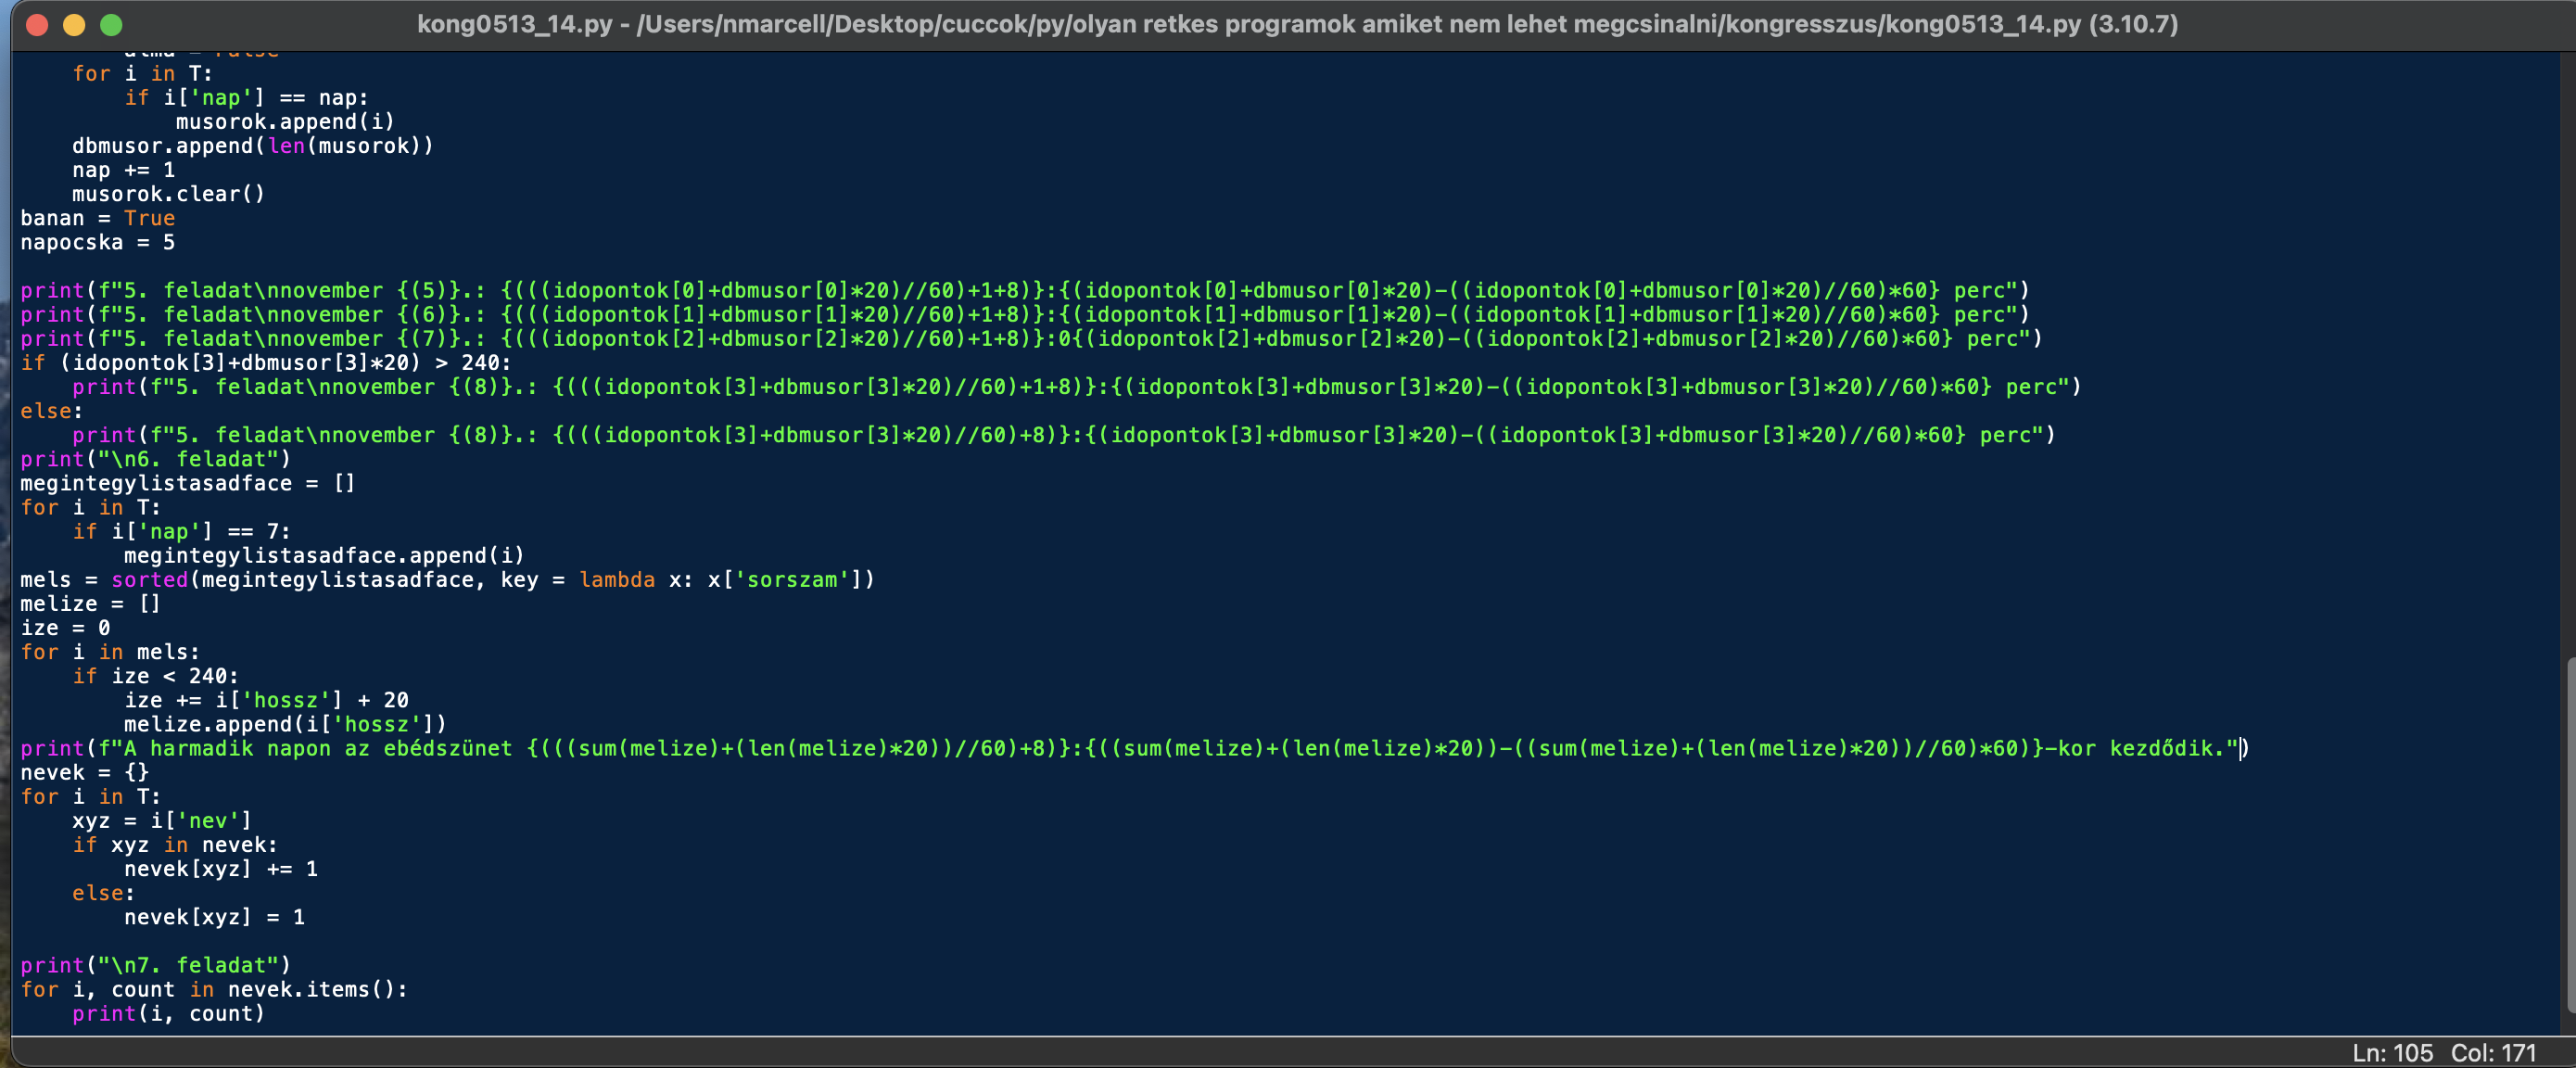 kong0513_14.py - /Users/nmarcell/Desktop/cuccok/py/olyan retkes programok amiket nem lehet megcsinalni/kongresszus/kong0513_14.py (3.10.7)
    for i in T:
        if i['nap'] == nap:
            musorok.append(i)
    dbmusor.append(len(musorok))
    nap += 1
    musorok.clear()
banan = True
napocska = 5
print(f"5. feladat\nnovember {(5)}.: {(((idopontok[0]+dbmusor[0]*20)//60)+1+8)}:{(idopontok[0]+dbmusor[0]*20)-((idopontok[0]+dbmusor[0]*20)//60)*60} perc")
print(f"5. feladat\nnovember {(6)}.: {(((idopontok[1]+dbmusor[1]*20)//60)+1+8)}:{(idopontok[1]+dbmusor[1]*20)-((idopontok[1]+dbmusor[1]*20)//60)*60} perc")
print(f"5. feladat\nnovember {(7)}.: {(((idopontok[2]+dbmusor[2]*20)//60)+1+8)}:0{(idopontok[2]+dbmusor[2]*20)-((idopontok[2]+dbmusor[2]*20)//60)*60} perc")
if (idopontok[3]+dbmusor[3]*20) > 240:
    print(f"5. feladat\nnovember {(8)}.: {(((idopontok[3]+dbmusor[3]*20)//60)+1+8)}:{(idopontok[3]+dbmusor[3]*20)-((idopontok[3]+dbmusor[3]*20)//60)*60} perc")
else:
    print(f"5. feladat\nnovember {(8)}.: {(((idopontok[3]+dbmusor[3]*20)//60)+8)}:{(idopontok[3]+dbmusor[3]*20)-((idopontok[3]+dbmusor[3]*20)//60)*60} perc")
print("\n6. feladat")
megintegylistasadface = []
for i in T:
    if i['nap'] == 7:
        megintegylistasadface.append(i)
mels = sorted(megintegylistasadface, key = lambda x: x['sorszam'])
melize = []
ize = 0
for i in mels:
    if ize < 240:
        ize += i['hossz'] + 20
        melize.append(i['hossz'])
print(f"A harmadik napon az ebédszünet {(((sum(melize)+(len(melize)*20))//60)+8)}:{((sum(melize)+(len(melize)*20))-((sum(melize)+(len(melize)*20))//60)*60)}-kor kezdődik.")
nevek = {}
for i in T:
    xyz = i['nev']
    if xyz in nevek:
        nevek[xyz] += 1
    else:
        nevek[xyz] = 1
print("\n7. feladat")
for i, count in nevek.items():
    print(i, count)
Ln: 105 Col: 171